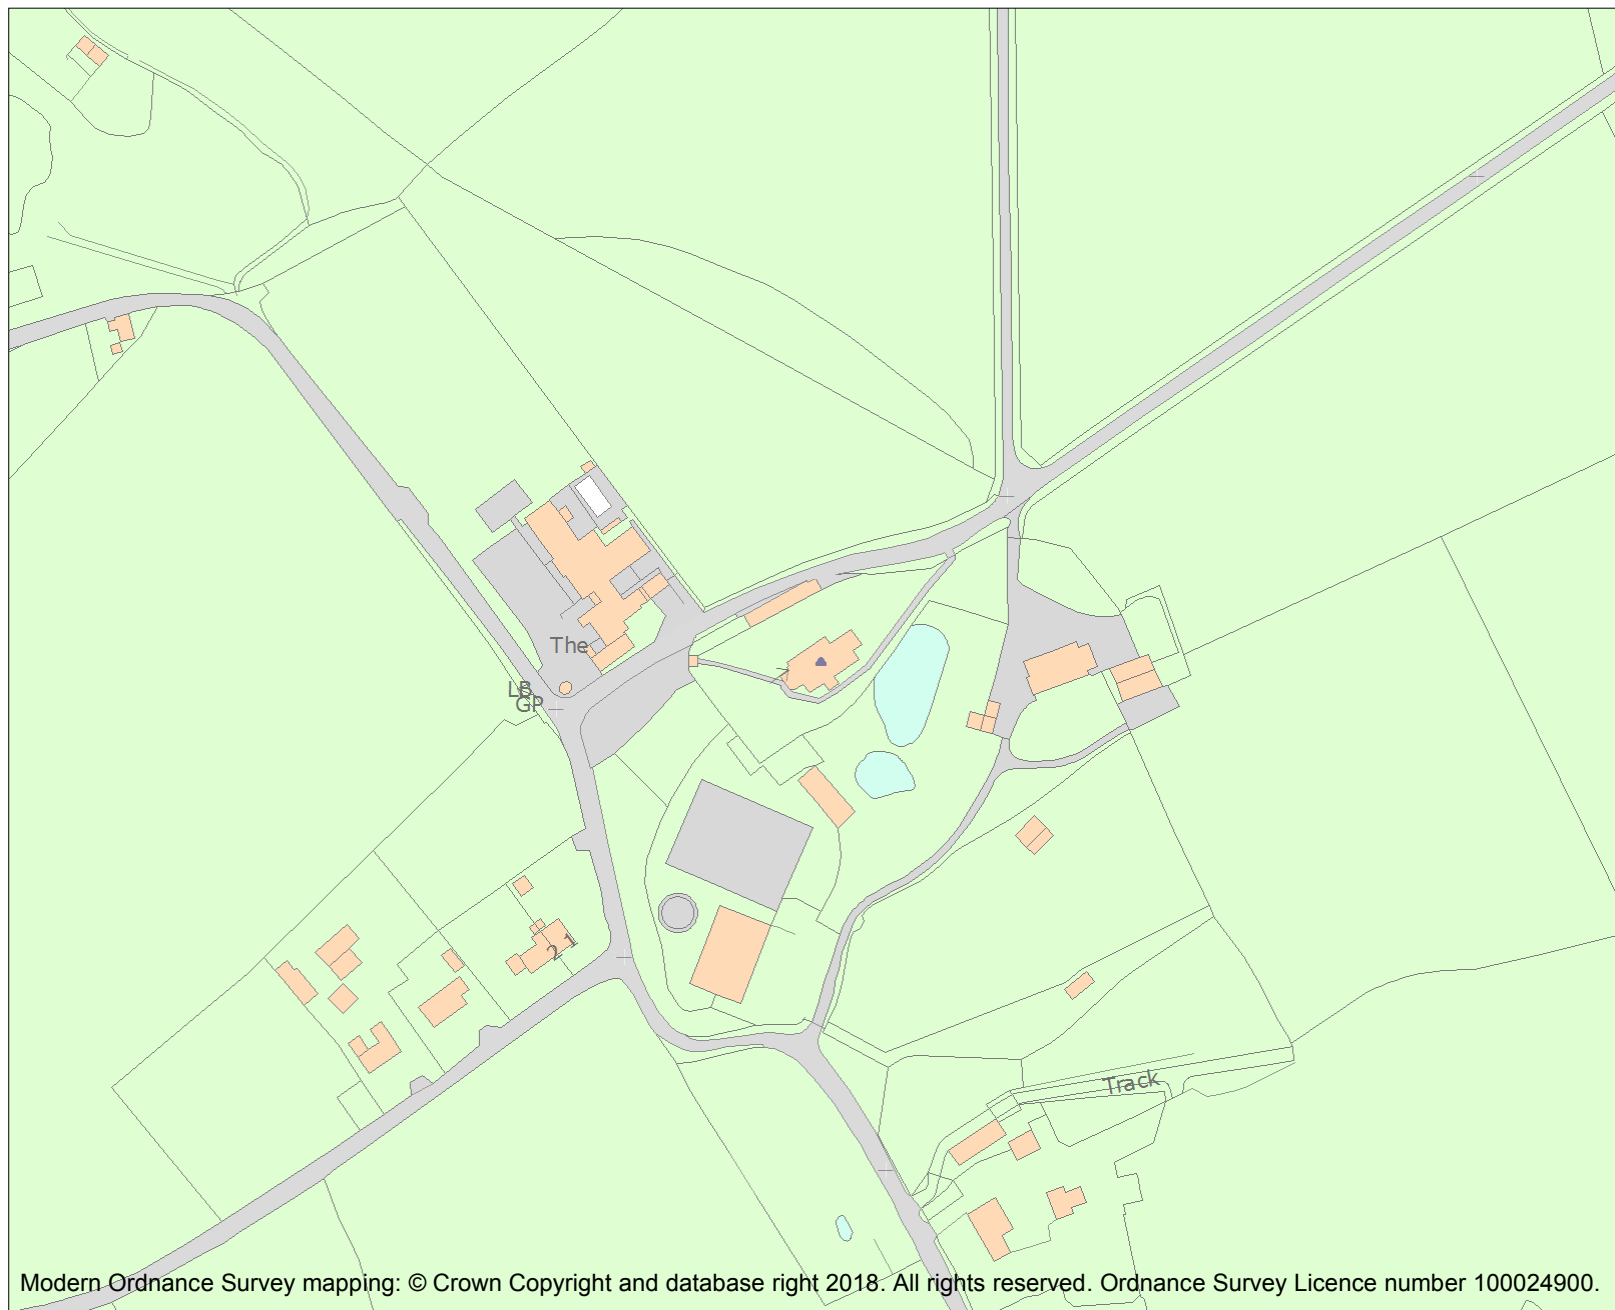 The
LB
GP
2 1
Track
Modern Ordnance Survey mapping: © Crown Copyright and database right 2018. All rights reserved. Ordnance Survey Licence number 100024900.